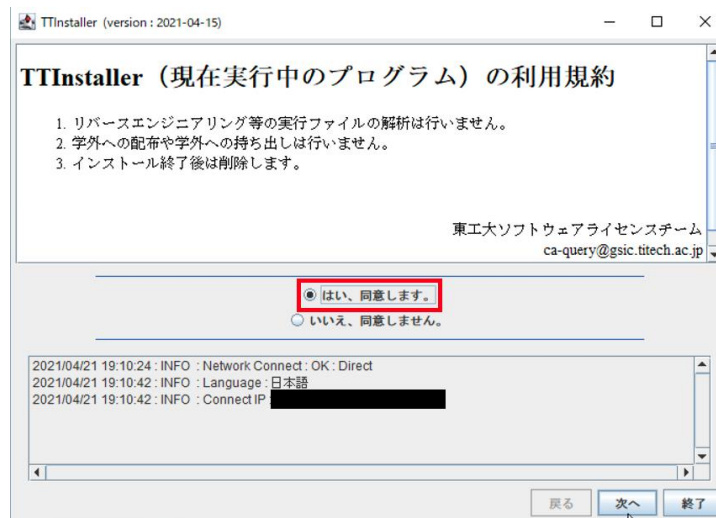 TTInstaller (version : 2021-04-15)
TTInstaller（現在実行中のプログラム）の利用規約
1. リバースエンジニアリング等の実行ファイルの解析は行いません。
2. 学外への配布や学外への持ち出しは行いません。
3. インストール終了後は削除します。
東工大ソフトウェアライセンスチーム
ca-query@gsic.titech.ac.jp
はい、同意します。
いいえ、同意しません。
2021/04/21 19:10:24 : INFO : Network Connect : OK : Direct
2021/04/21 19:10:42 : INFO : Language : 日本語
2021/04/21 19:10:42 : INFO : Connect IP :
戻る 次へ 終了